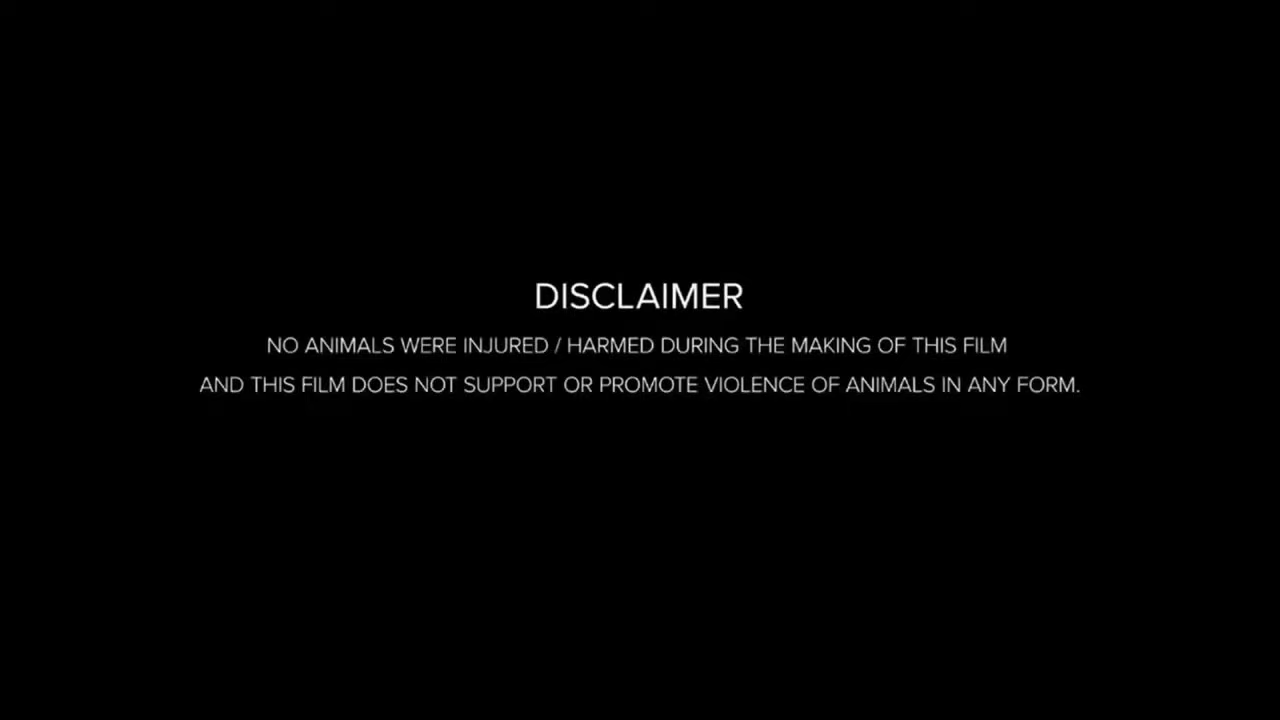 DISCLAIMER
NO ANIMALS WERE INJURED / HARMED DURING THE MAKING OF THIS FILM
AND THIS FILM DOES NOT SUPPORT OR PROMOTE VIOLENCE OF ANIMALS IN ANY FORM.